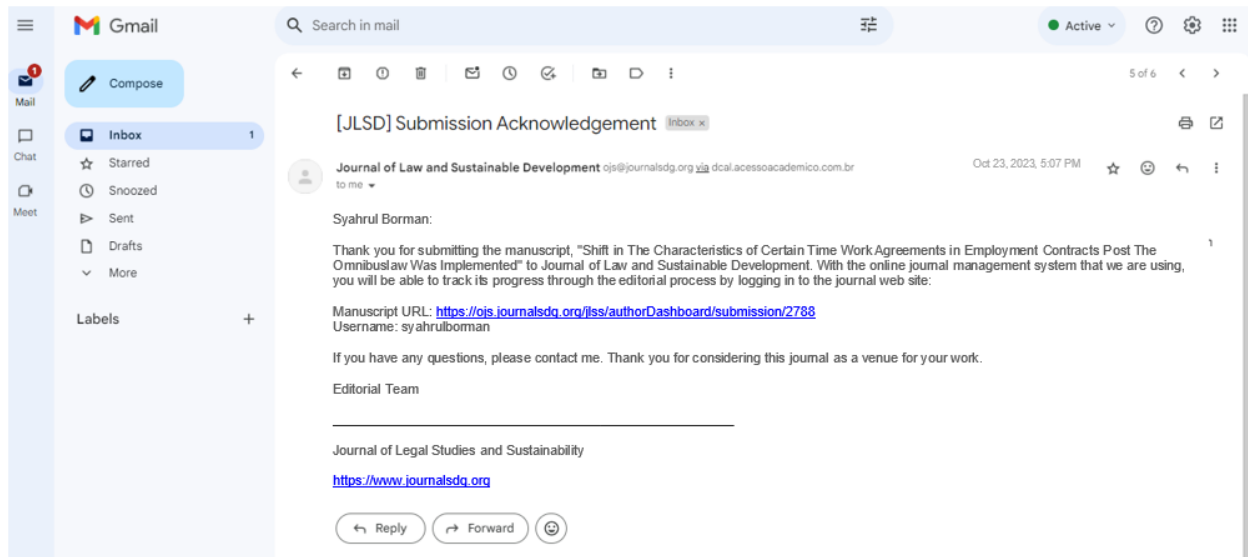 Gmail
Search in mail
Active
1
Mail
Compose
5 of 6
[JLSD] Submission Acknowledgement Inbox x
Inbox 1
Chat
Starred
Journal of Law and Sustainable Development ojs@journalsdg.org via dcal.acessoacademico.com.br
Oct 23, 2023, 5:07 PM
to me
Snoozed
Meet
Sent
Syahrul Borman:
Drafts
More
Thank you for submitting the manuscript, "Shift in The Characteristics of Certain Time Work Agreements in Employment Contracts Post The
Omnibuslaw Was Implemented" to Journal of Law and Sustainable Development. With the online journal management system that we are using,
you will be able to track its progress through the editorial process by logging in to the journal web site:
Labels +
Manuscript URL: https://ojs.journalsdg.org/jlss/authorDashboard/submission/2788
Username: syahrulborman
If you have any questions, please contact me. Thank you for considering this journal as a venue for your work.
Editorial Team
Journal of Legal Studies and Sustainability
https://www.journalsdg.org
Reply
Forward